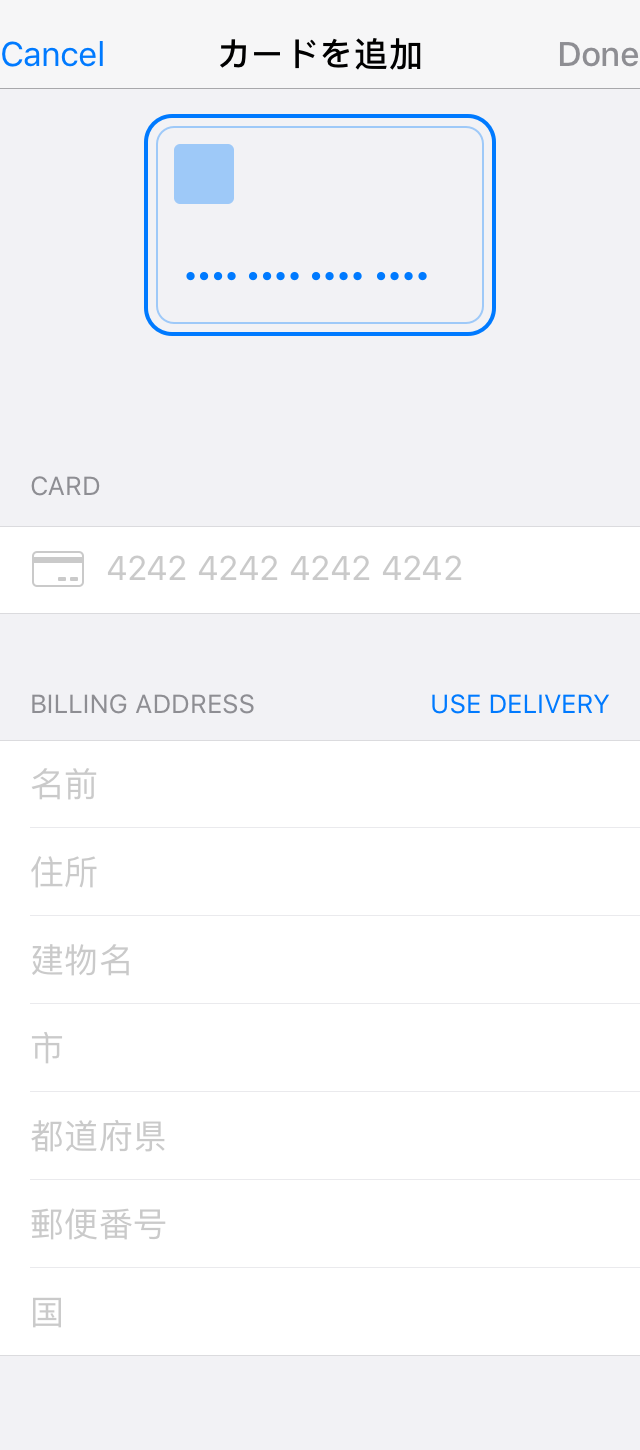 Cancel カードを追加 Done
•••• •••• •••• ••••
CARD
4242 4242 4242 4242
BILLING ADDRESS USE DELIVERY
名前
住所
建物名
市
都道府県
郵便番号
国